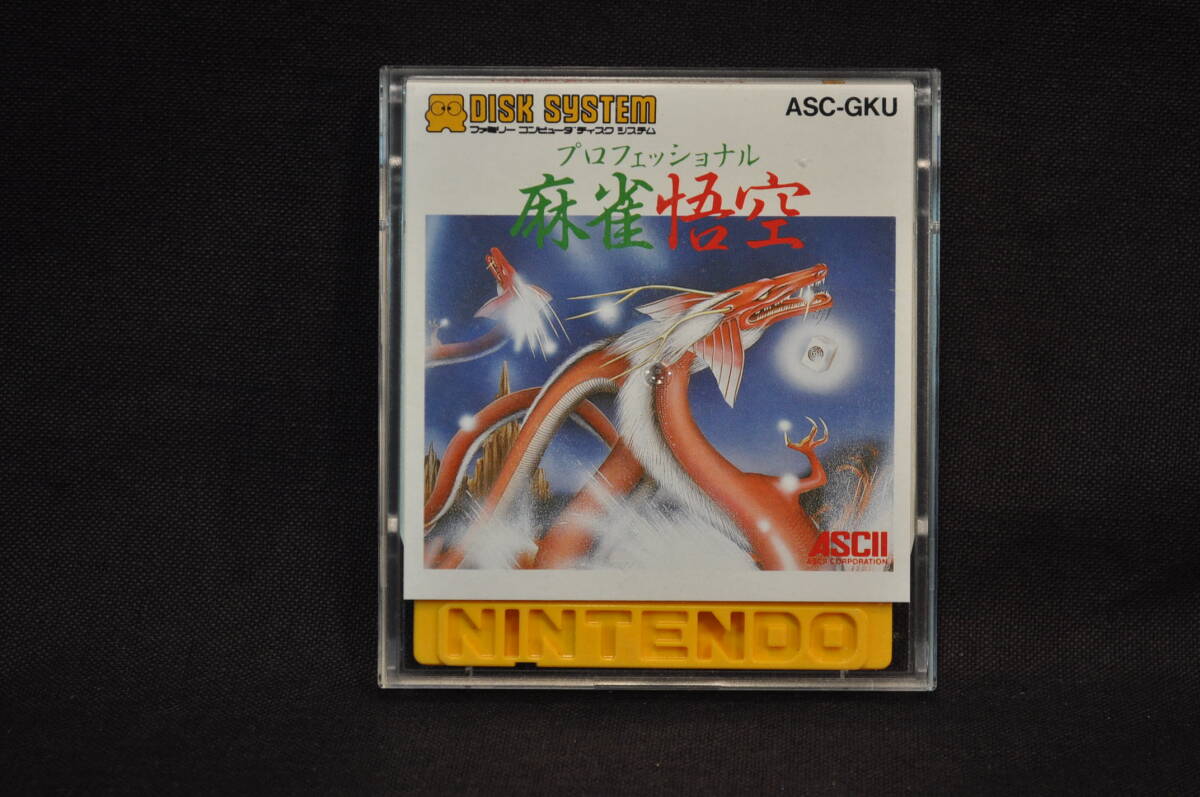 DISK SYSTEM
ファミリー コンピュータ ディスク システム
ASC-GKU
プロフェッショナル
麻雀悟空
ASCII
ASCII CORPORATION
NINTENDO